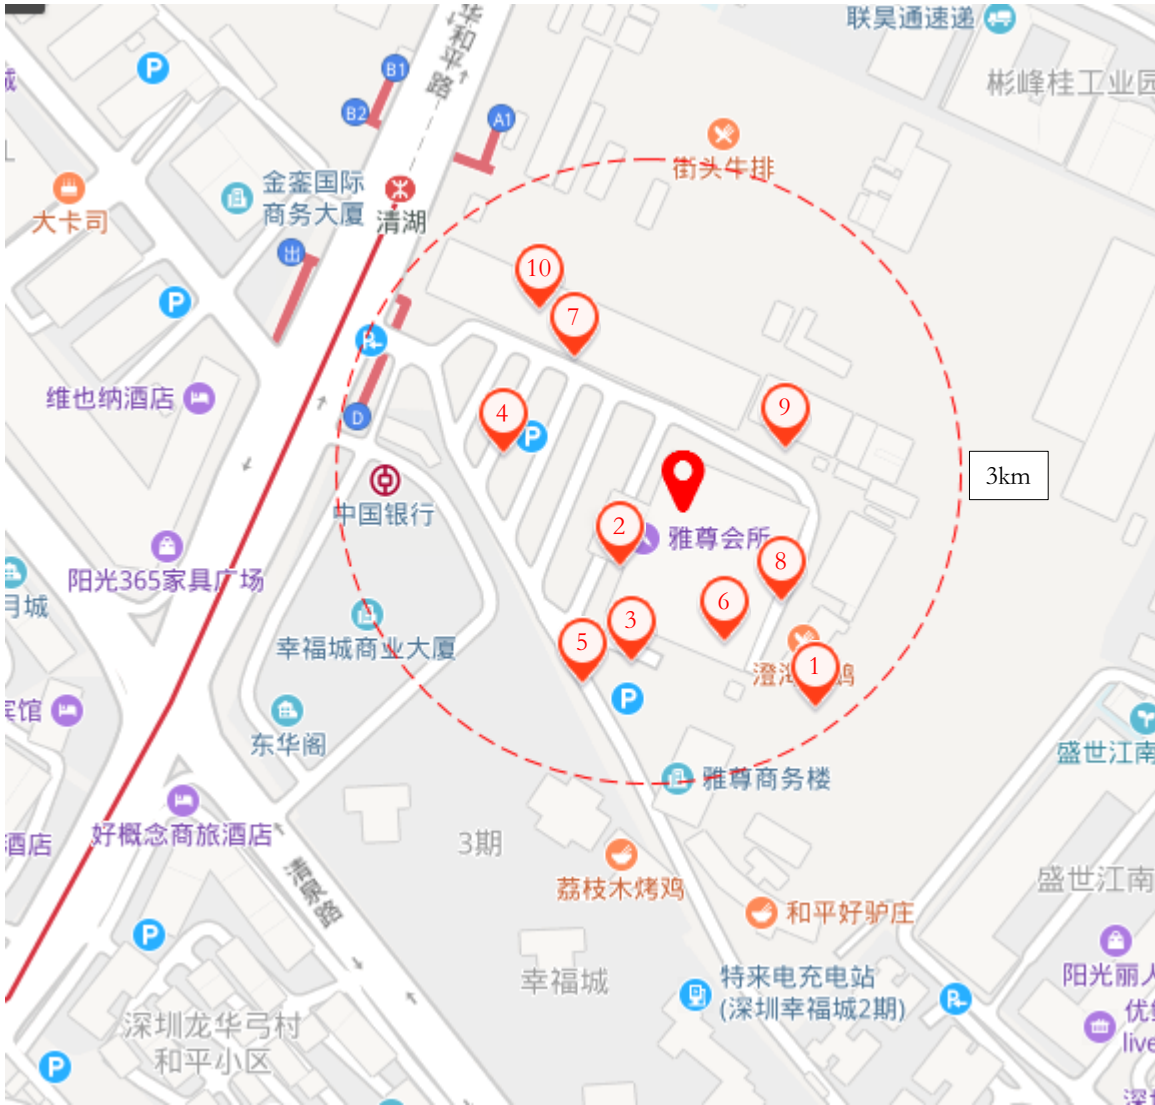 华和平路
联昊通速递
彬峰桂工业园
P
B1
B2
A1
街头牛排
金銮国际
商务大厦
大卡司
清湖
出
P
10
7
P
维也纳酒店
D
4
P
9
3km
中国银行
2
雅尊会所
8
阳光365家具广场
月城
6
3
5
1
幸福城商业大厦
P
宾馆
东华阁
盛世江南
雅尊商务楼
好概念商旅酒店
酒店
3期
清泉路
荔枝木烤鸡
盛世江南
和平好驴庄
P
幸福城
特来电充电站
(深圳幸福城2期)
P
阳光丽人
深圳龙华弓村
和平小区
live
P